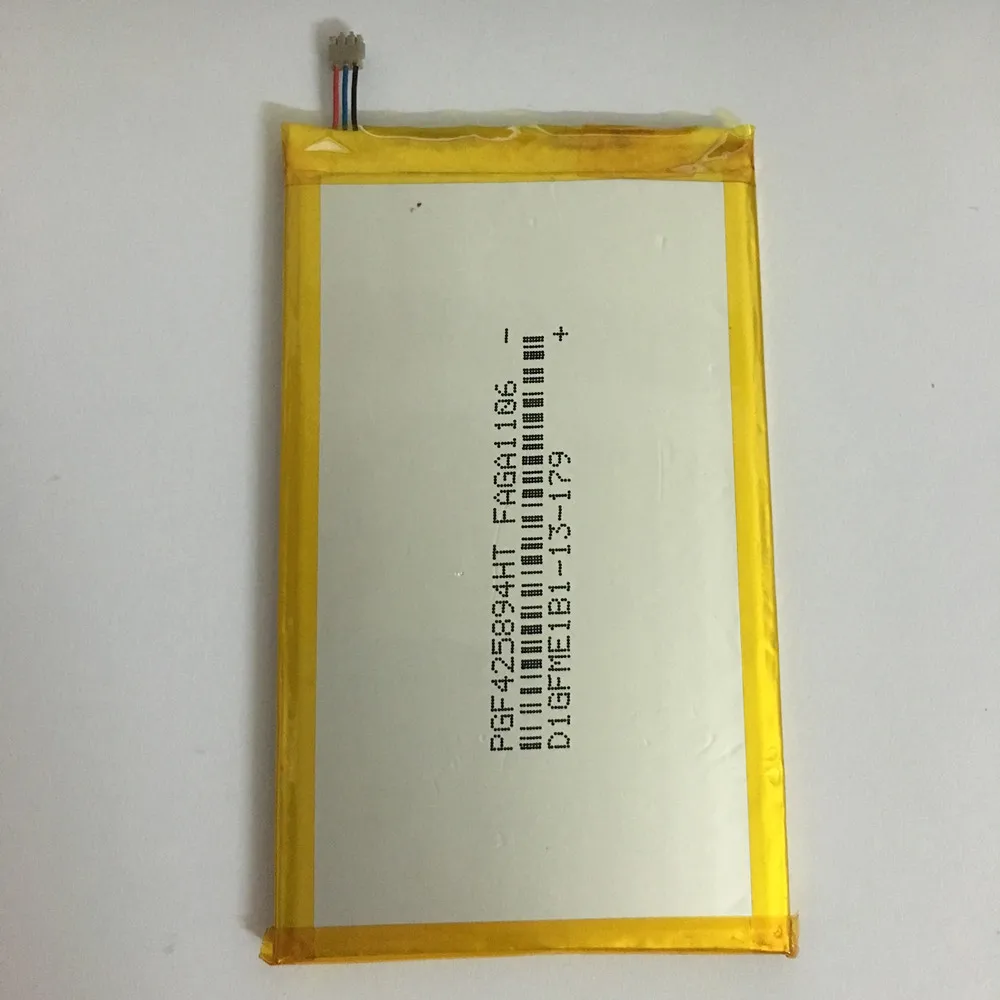 PGF425894HT FAGA1106 -
D1GFME1B1-13-179 +